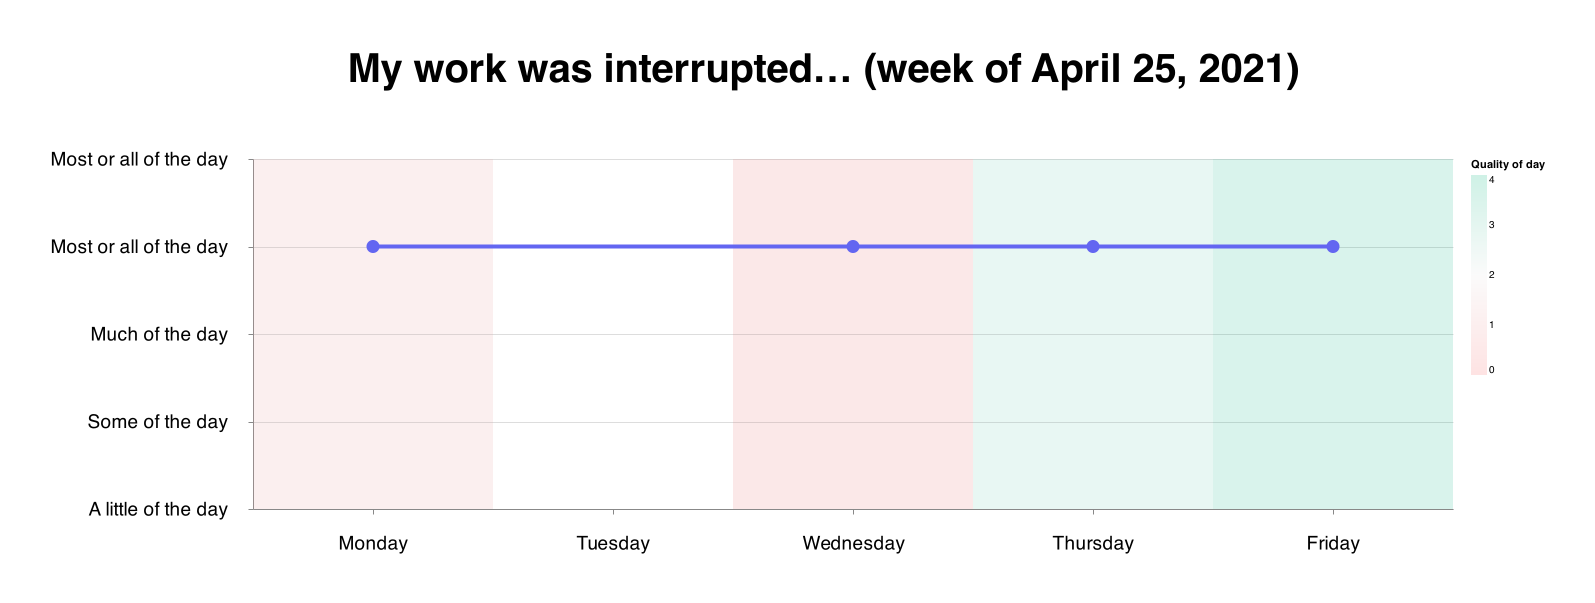 My work was interrupted… (week of April 25, 2021)
Most or all of the day
Most or all of the day
Much of the day
Some of the day
A little of the day
Monday
Tuesday
Wednesday
Thursday
Friday
Quality of day
4
3
2
1
0